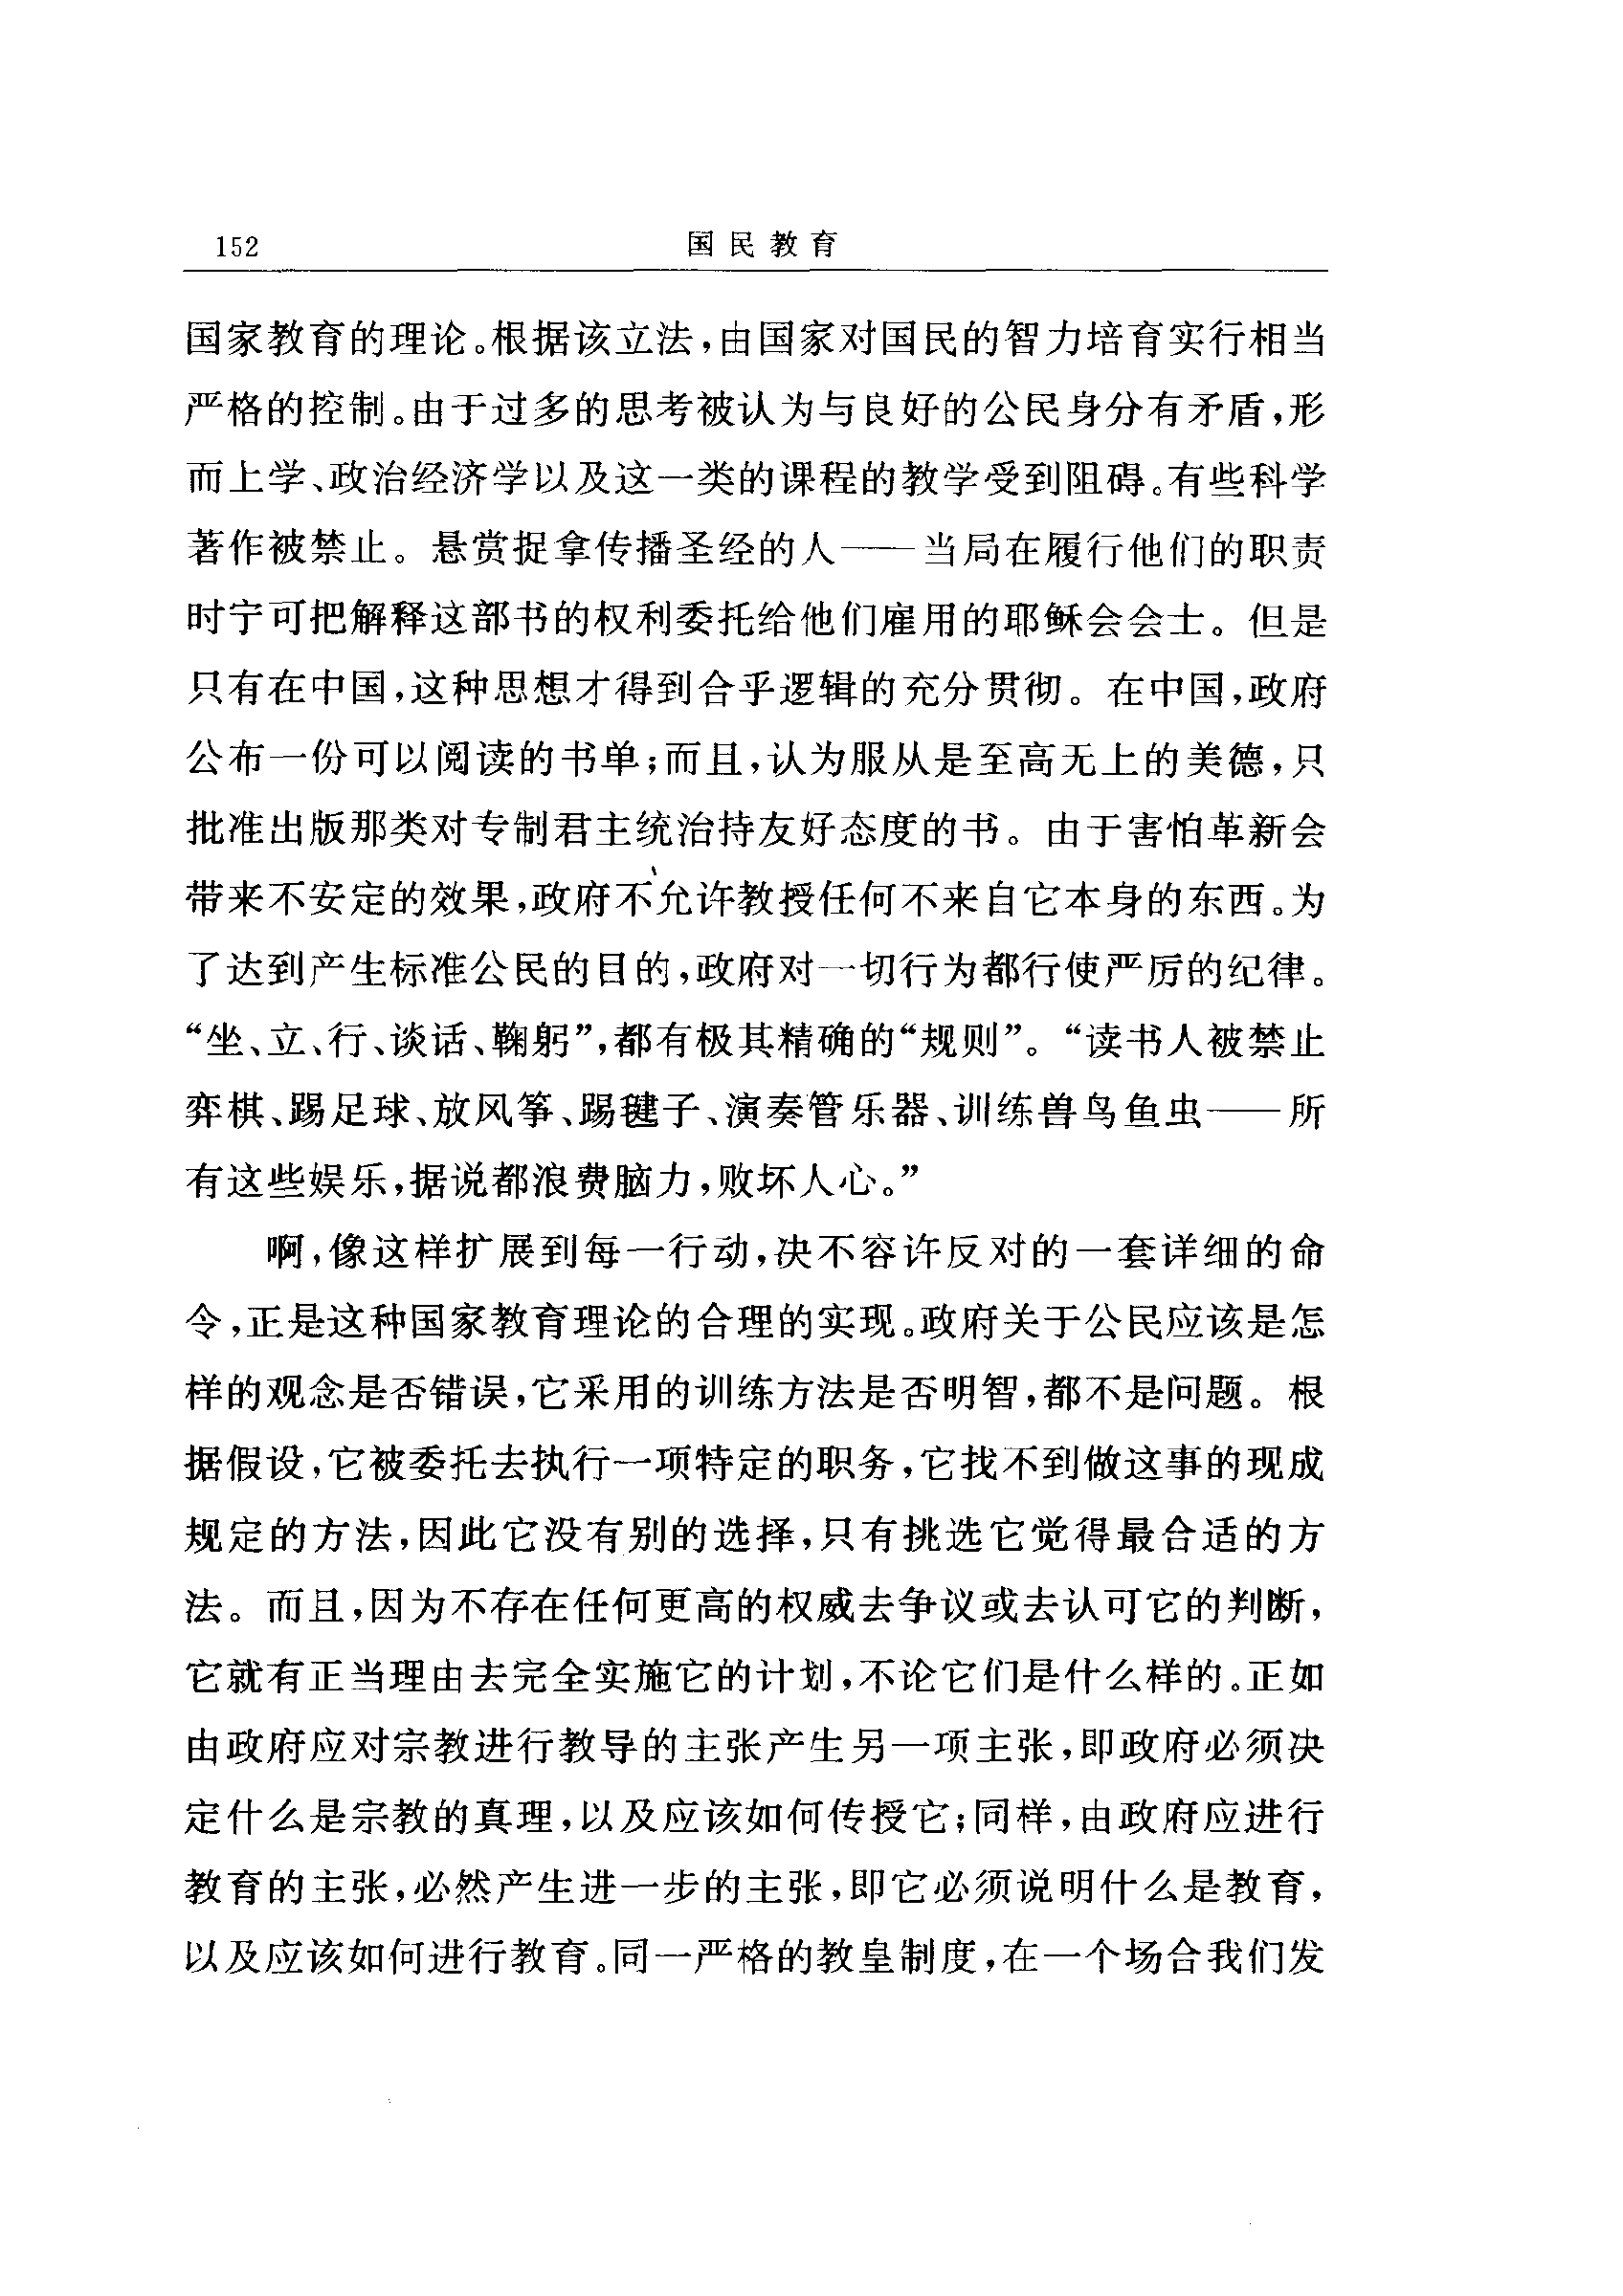 152 国民教育
国家教育的理论。根据该立法，由国家对国民的智力培育实行相当
严格的控制。由于过多的思考被认为与良好的公民身分有矛盾，形
而上学、政治经济学以及这一类的课程的教学受到阻碍。有些科学
著作被禁止。悬赏捉拿传播圣经的人——当局在履行他们的职责
时宁可把解释这部书的权利委托给他们雇用的耶稣会会士。但是
只有在中国，这种思想才得到合乎逻辑的充分贯彻。在中国，政府
公布一份可以阅读的书单；而且，认为服从是至高无上的美德，只
批准出版那类对专制君主统治持友好态度的书。由于害怕革新会
带来不安定的效果，政府不允许教授任何不来自它本身的东西。为
了达到产生标准公民的目的，政府对一切行为都行使严厉的纪律。
“坐、立、行、谈话、鞠躬”，都有极其精确的“规则”。“读书人被禁止
弈棋、踢足球、放风筝、踢毽子、演奏管乐器、训练兽鸟鱼虫——所
有这些娱乐，据说都浪费脑力，败坏人心。”
啊，像这样扩展到每一行动，决不容许反对的一套详细的命
令，正是这种国家教育理论的合理的实现。政府关于公民应该是怎
样的观念是否错误，它采用的训练方法是否明智，都不是问题。根
据假设，它被委托去执行一项特定的职务，它找不到做这事的现成
规定的方法，因此它没有别的选择，只有挑选它觉得最合适的方
法。而且，因为不存在任何更高的权威去争议或去认可它的判断，
它就有正当理由去完全实施它的计划，不论它们是什么样的。正如
由政府应对宗教进行教导的主张产生另一项主张，即政府必须决
定什么是宗教的真理，以及应该如何传授它；同样，由政府应进行
教育的主张，必然产生进一步的主张，即它必须说明什么是教育，
以及应该如何进行教育。同一严格的教皇制度，在一个场合我们发